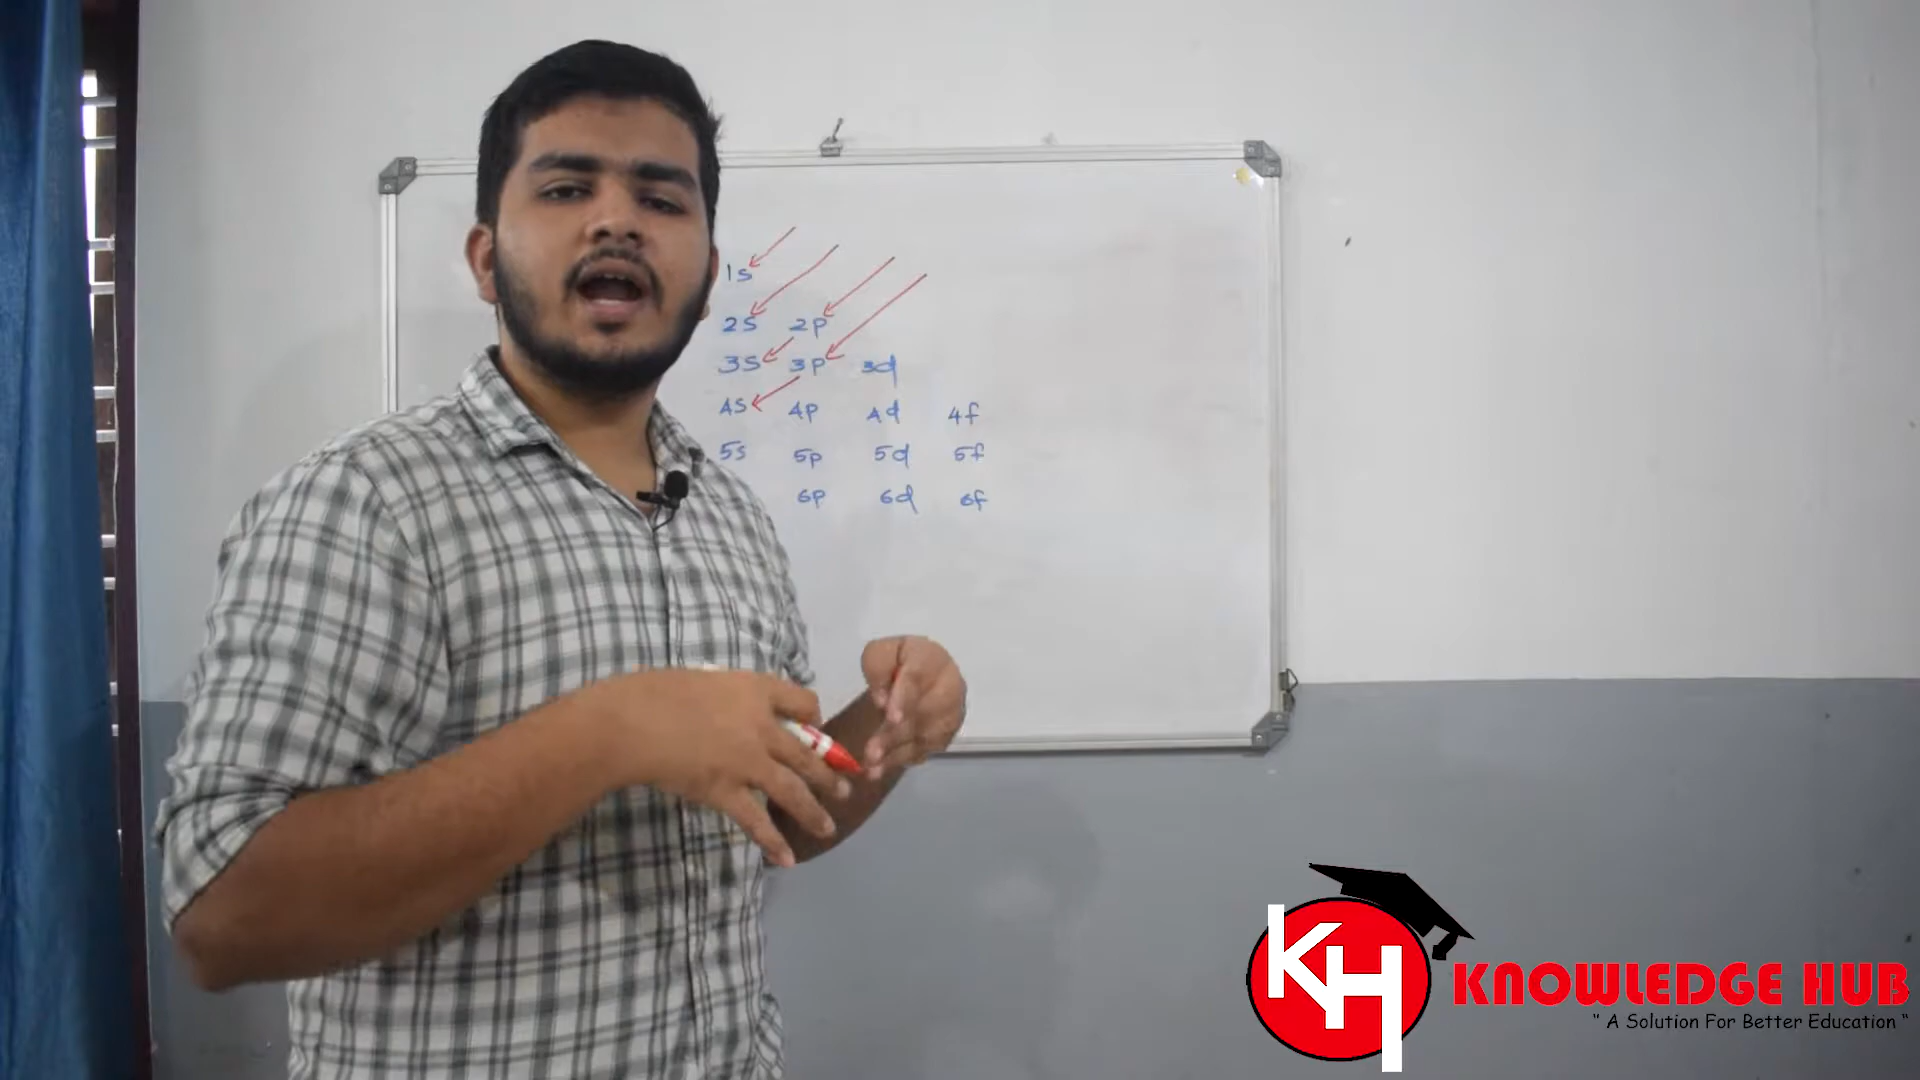 1s
2s 2p
3s 3p 3d
4s 4p 4d 4f
5s 5p 5d 5f
6p 6d 6f
KH
KNOWLEDGE HUB
" A Solution For Better Education "